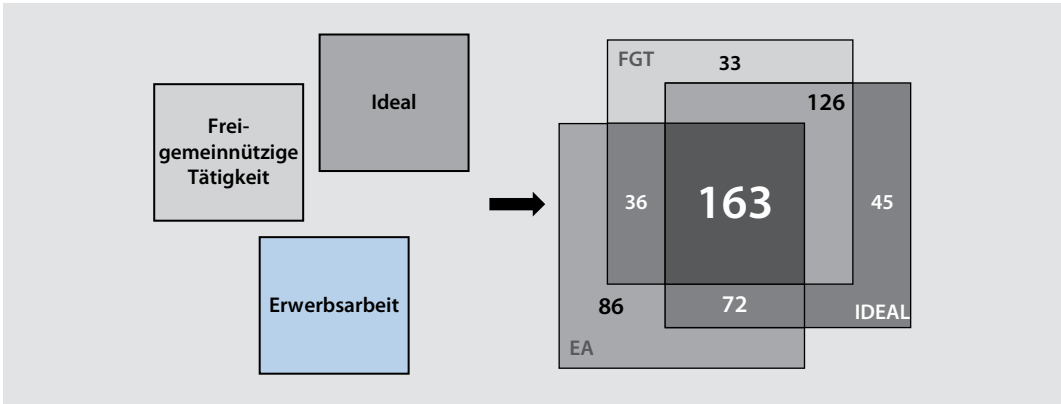 Ideal
Frei-
gemeinnützige
Tätigkeit
Erwerbsarbeit
FGT
33
126
36
163
45
86
72
IDEAL
EA